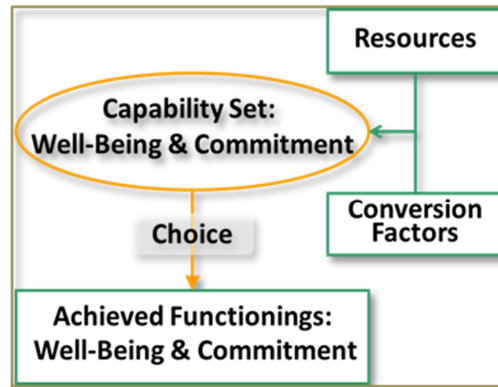 Resources
Capability Set:
Well-Being & Commitment
Conversion
Factors
Choice
Achieved Functionings:
Well-Being & Commitment